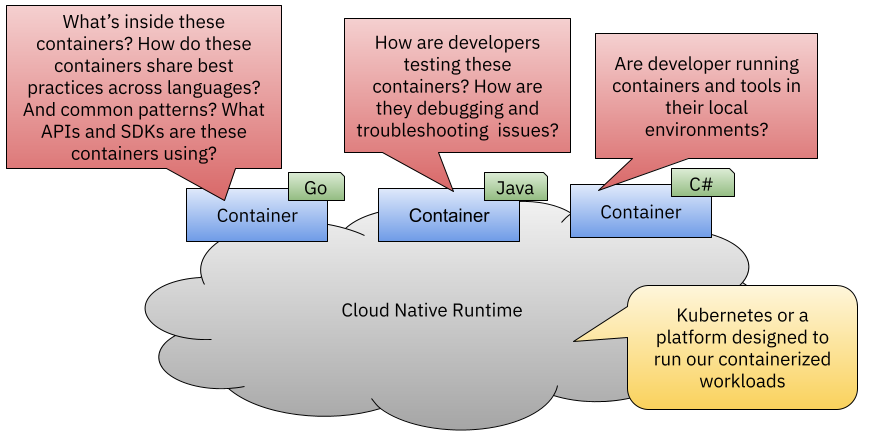 What's inside these
containers? How do these
containers share best
practices across languages?
And common patterns? What
APIs and SDKs are these
containers using?
How are developers
testing these
containers? How are
they debugging and
troubleshooting issues?
Are developer running
containers and tools in
their local
environments?
Go
Container
Java
Container
C#
Container
Cloud Native Runtime
Kubernetes or a
platform designed to
run our containerized
workloads